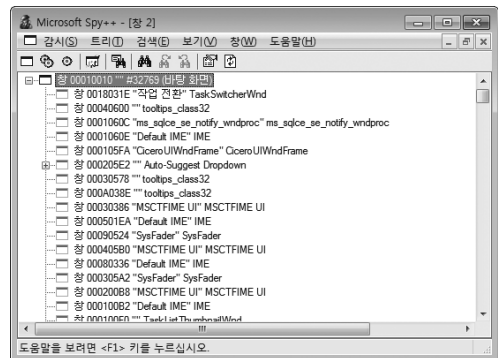 Microsoft Spy++ - [창 2]
감시(S) 트리(T) 검색(E) 보기(V) 창(W) 도움말(H)
창 00010010 "" #32769 (바탕 화면)
창 0018031E "작업 전환" TaskSwitcherWnd
창 00040600 "" tooltips_class32
창 0001060C "ms_sqlce_se_notify_wndproc" ms_sqlce_se_notify_wndproc
창 0001060E "Default IME" IME
창 000105FA "CiceroUIWndFrame" CiceroUIWndFrame
창 000205E2 "" Auto-Suggest Dropdown
창 00030578 "" tooltips_class32
창 000A038E "" tooltips_class32
창 00030386 "MSCTFIME UI" MSCTFIME UI
창 000501EA "Default IME" IME
창 00090524 "SysFader" SysFader
창 000405B0 "MSCTFIME UI" MSCTFIME UI
창 00080336 "Default IME" IME
창 000305A2 "SysFader" SysFader
창 000200B8 "MSCTFIME UI" MSCTFIME UI
창 000100B2 "Default IME" IME
창 000100F0 "" TaskListThumbnailWnd
도움말을 보려면 <F1> 키를 누르십시오.